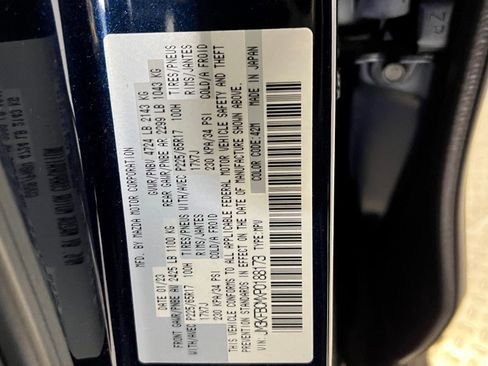 MFD. BY MAZDA MOTOR CORPORATION
DATE 01/23 GVWR/PNBV 4724 LB 2143 KG
FRONT GAWR/PNBE AV 2425 LB 1100 KG REAR GAWR/PNBE AR 2299 LB 1043 KG
WITH/AVEC P225/65R17 100H TIRES/PNEUS WITH/AVEC P225/65R17 100H TIRES/PNEUS
17X7J RIMS/JANTES 17X7J RIMS/JANTES
230 KPA/34 PSI COLD/A FROID 230 KPA/34 PSI COLD/A FROID
THIS VEHICLE CONFORMS TO ALL APPLICABLE FEDERAL MOTOR VEHICLE SAFETY AND THEFT
PREVENTION STANDARDS IN EFFECT ON THE DATE OF MANUFACTURE SHOWN ABOVE.
COLOR CODE: 42M MADE IN JAPAN
VIN: TYPE: MPV